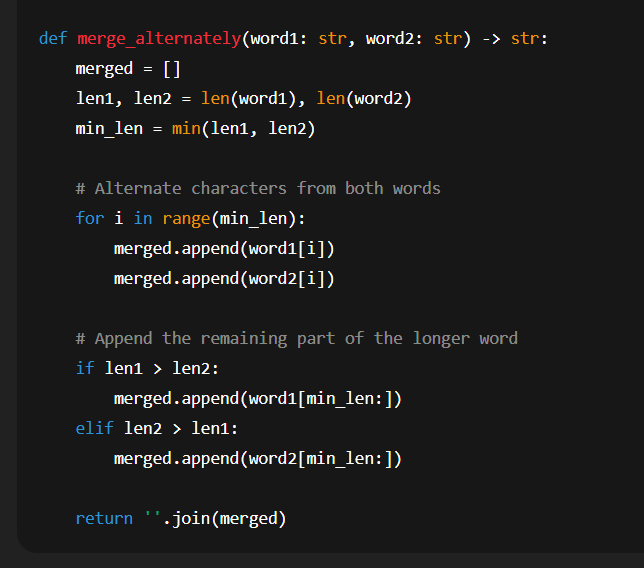 def merge_alternately(word1: str, word2: str) -> str:
    merged = []
    len1, len2 = len(word1), len(word2)
    min_len = min(len1, len2)

    # Alternate characters from both words
    for i in range(min_len):
        merged.append(word1[i])
        merged.append(word2[i])

    # Append the remaining part of the longer word
    if len1 > len2:
        merged.append(word1[min_len:])
    elif len2 > len1:
        merged.append(word2[min_len:])

    return ''.join(merged)